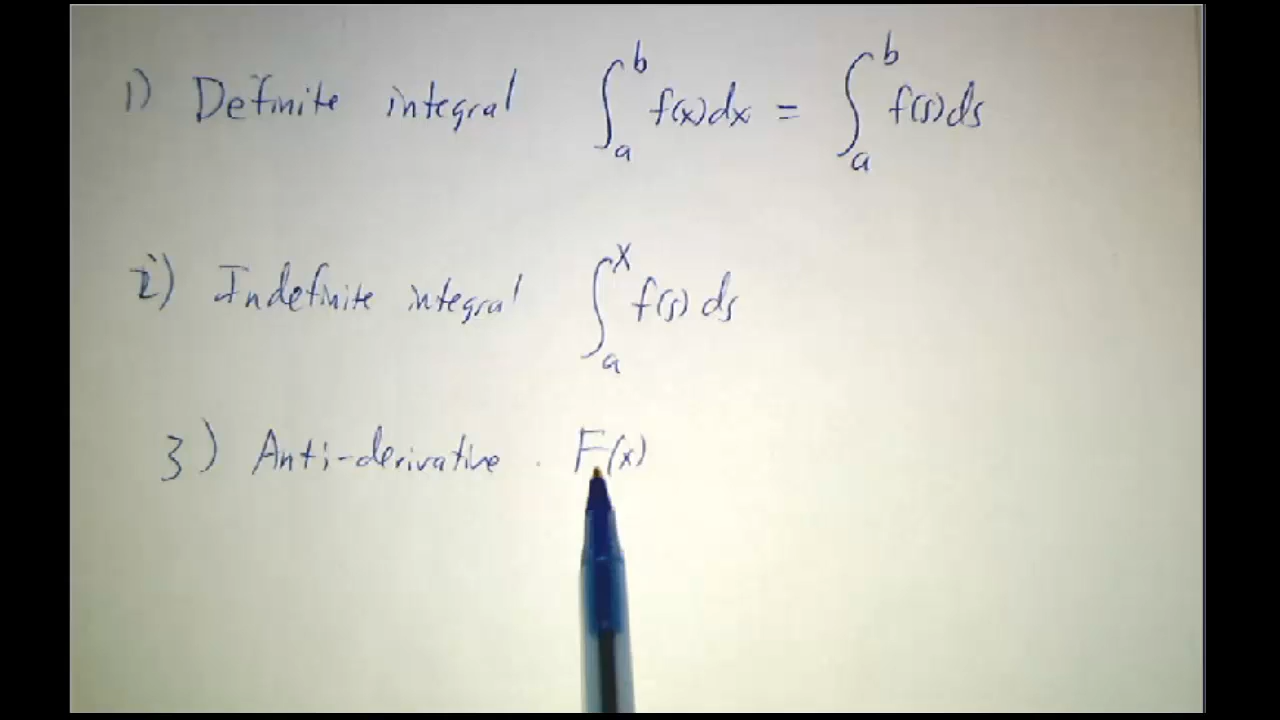 1) Definite integral ∫_a^b f(x)dx = ∫_a^b f(s)ds
2) Indefinite integral ∫_a^x f(s) ds
3) Anti-derivative . F(x)